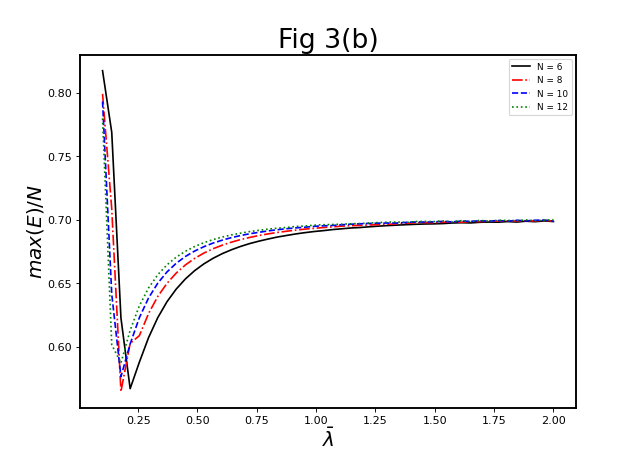 Fig 3(b)
N = 6
N = 8
N = 10
N = 12
max(E)/N
0.80
0.75
0.70
0.65
0.60
0.25 0.50 0.75 1.00 1.25 1.50 1.75 2.00
λ̄